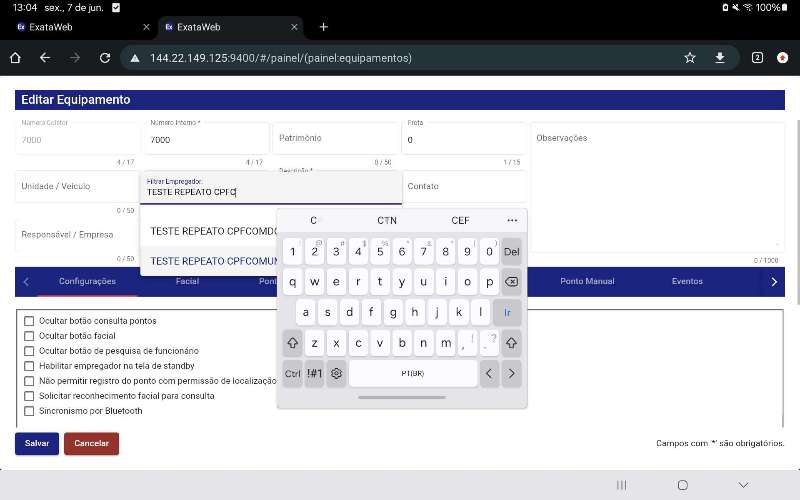 13:04 sex., 7 de jun. 100%
ExataWeb
ExataWeb
144.22.149.125:9400/#/painel/(painel:equipamentos)
2
Editar Equipamento
Número Coletor
7000
4 / 17
Número Interno *
7000
4 / 17
Patrimônio
0 / 50
Frota
0
1 / 15
Observações
0 / 1000
Unidade / Veículo
0 / 50
Filtrar Empregador:
TESTE REPEATO CPFC
Descrição *
Contato
TESTE REPEATO CPFCOMDO
TESTE REPEATO CPFCOMUN
Responsável / Empresa
0 / 50
Configurações
Facial
Pont
Ponto Manual
Eventos
Ocultar botão consulta pontos
Ocultar botão facial
Ocultar botão de pesquisa de funcionário
Habilitar empregador na tela de standby
Não permitir registro do ponto com permissão de localização
Solicitar reconhecimento facial para consulta
Sincronismo por Bluetooth
Salvar
Cancelar
Campos com '*' são obrigatórios.
C CTN CEF ...
1 2 3 4 5 6 7 8 9 0 Del
q w e r t y u i o p
a s d f g h j k l Ir
z x c v b n m , ! . ?
Ctrl !#1 PT(BR)